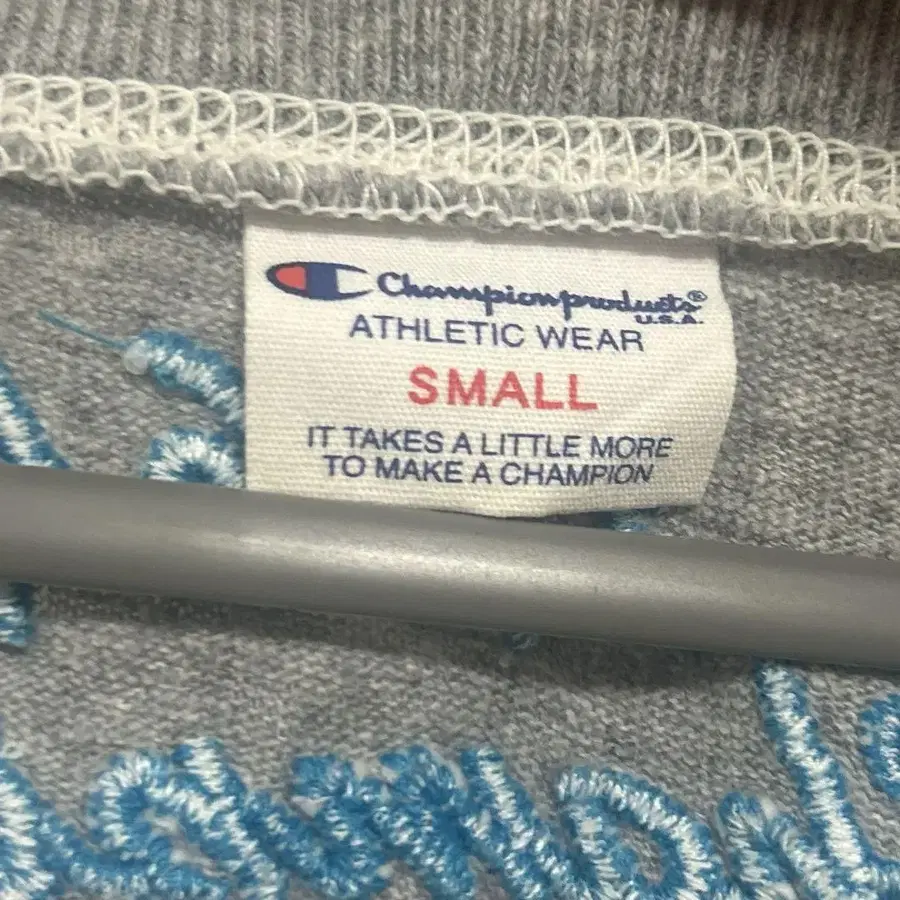 Champion products®
U.S.A.
ATHLETIC WEAR
SMALL
IT TAKES A LITTLE MORE
TO MAKE A CHAMPION